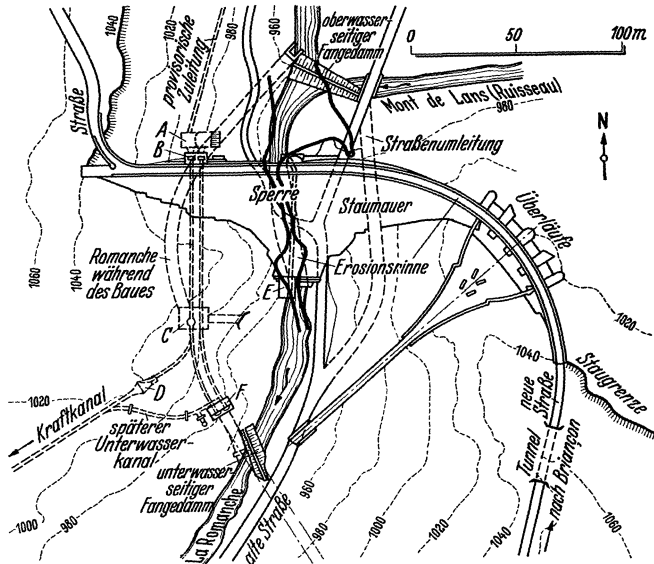 1040
1020
980
960
oberwasser-
seitiger
Fangedamm
0
50
100m
provisorische
Zuleitung
Straße
Mont de Lans (Ruisseau)
980
N
A
B
Straßenumleitung
Sperre
Staumauer
Überläufe
1060
1040
Romanche
während
des Baues
Erosionsrinne
E
C
1020
1040
Staugrenze
D
F
1020
Kraftkanal
späterer
Unterwasser-
kanal
neue
Straße
unterwasser-
seitiger
Fangedamm
Tunnel
nach Briançon
La Romanche
alte Straße
960
980
1000
1020
1040
1060
1000
980